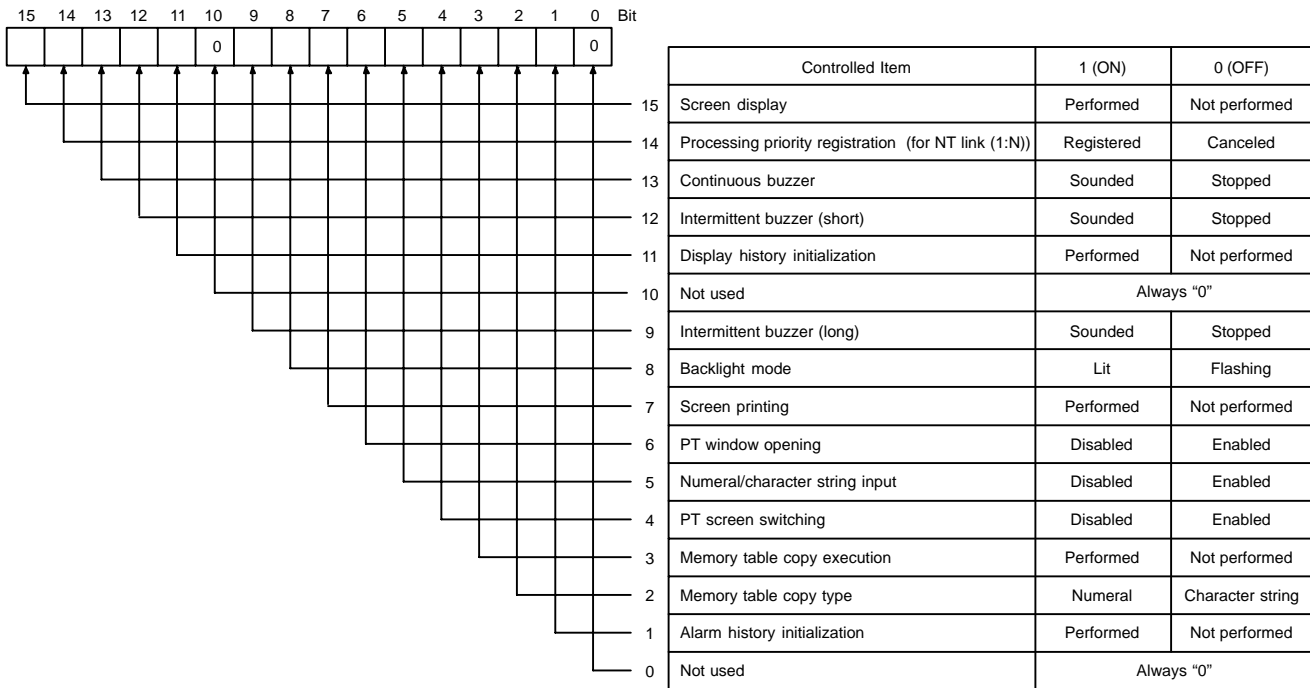 15 14 13 12 11 10 9 8 7 6 5 4 3 2 1 0 Bit
0 0
Controlled Item 1 (ON) 0 (OFF)
15 Screen display Performed Not performed
14 Processing priority registration (for NT link (1:N)) Registered Canceled
13 Continuous buzzer Sounded Stopped
12 Intermittent buzzer (short) Sounded Stopped
11 Display history initialization Performed Not performed
10 Not used Always “0”
9 Intermittent buzzer (long) Sounded Stopped
8 Backlight mode Lit Flashing
7 Screen printing Performed Not performed
6 PT window opening Disabled Enabled
5 Numeral/character string input Disabled Enabled
4 PT screen switching Disabled Enabled
3 Memory table copy execution Performed Not performed
2 Memory table copy type Numeral Character string
1 Alarm history initialization Performed Not performed
0 Not used Always “0”